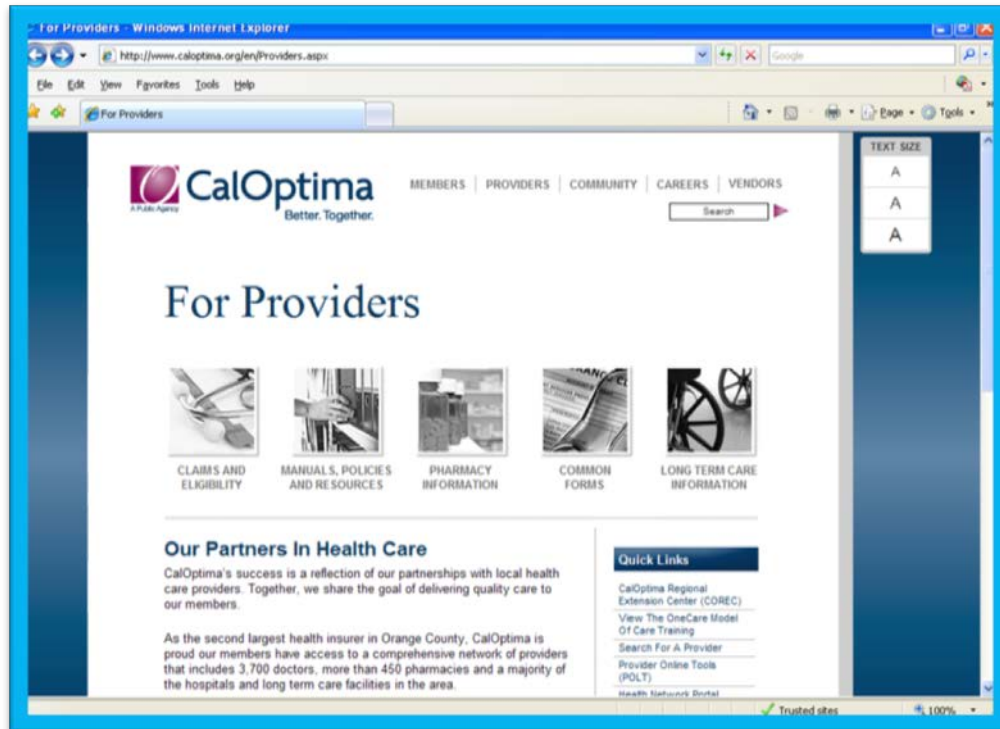 For Providers - Windows Internet Explorer
http://www.caloptima.org/en/Providers.aspx
Google
File Edit View Favorites Tools Help
For Providers
Page Tools
TEXT SIZE
A
A
A
CalOptima
A Public Agency
Better. Together.
MEMBERS PROVIDERS COMMUNITY CAREERS VENDORS
Search
For Providers
CLAIMS AND
ELIGIBILITY
MANUALS, POLICIES
AND RESOURCES
PHARMACY
INFORMATION
COMMON
FORMS
LONG TERM CARE
INFORMATION
Our Partners In Health Care
CalOptima's success is a reflection of our partnerships with local health
care providers. Together, we share the goal of delivering quality care to
our members.
As the second largest health insurer in Orange County, CalOptima is
proud our members have access to a comprehensive network of providers
that includes 3,700 doctors, more than 450 pharmacies and a majority of
the hospitals and long term care facilities in the area.
Quick Links
CalOptima Regional
Extension Center (COREC)
View The OneCare Model
Of Care Training
Search For A Provider
Provider Online Tools
(POLT)
Health Network Portal
Trusted sites
100%